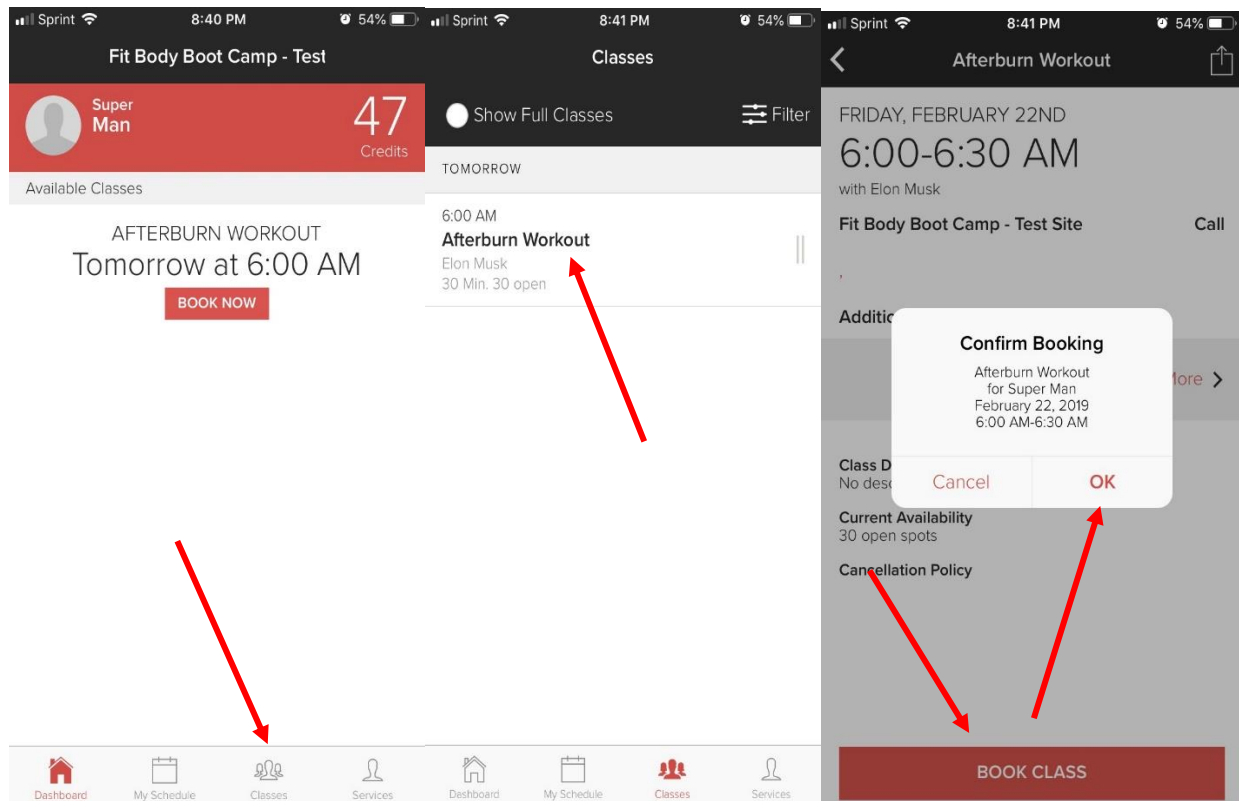 Sprint 8:40 PM 54%
Fit Body Boot Camp - Test
Super
Man
47
Credits
Available Classes
AFTERBURN WORKOUT
Tomorrow at 6:00 AM
BOOK NOW
Dashboard My Schedule Classes Services
Sprint 8:41 PM 54%
Classes
Show Full Classes Filter
TOMORROW
6:00 AM
Afterburn Workout
Elon Musk
30 Min. 30 open
Dashboard My Schedule Classes Services
Sprint 8:41 PM 54%
Afterburn Workout
FRIDAY, FEBRUARY 22ND
6:00-6:30 AM
with Elon Musk
Fit Body Boot Camp - Test Site Call
,
Confirm Booking
Afterburn Workout
for Super Man
February 22, 2019
6:00 AM-6:30 AM
Cancel OK
Class D
No des
Current Availability
30 open spots
Cancellation Policy
BOOK CLASS